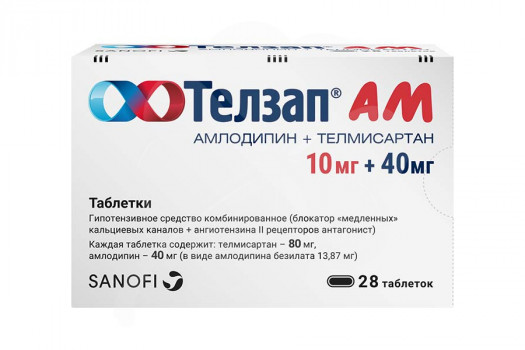 Телзап® АМ
АМЛОДИПИН + ТЕЛМИСАРТАН
10 мг + 40 мг
Таблетки
Гипотензивное средство комбинированное (блокатор «медленных»
кальциевых каналов + ангиотензина II рецепторов антагонист)
Каждая таблетка содержит: телмисартан – 80 мг,
амлодипин – 40 мг (в виде амлодипина безилата 13,87 мг)
SANOFI
28 таблеток